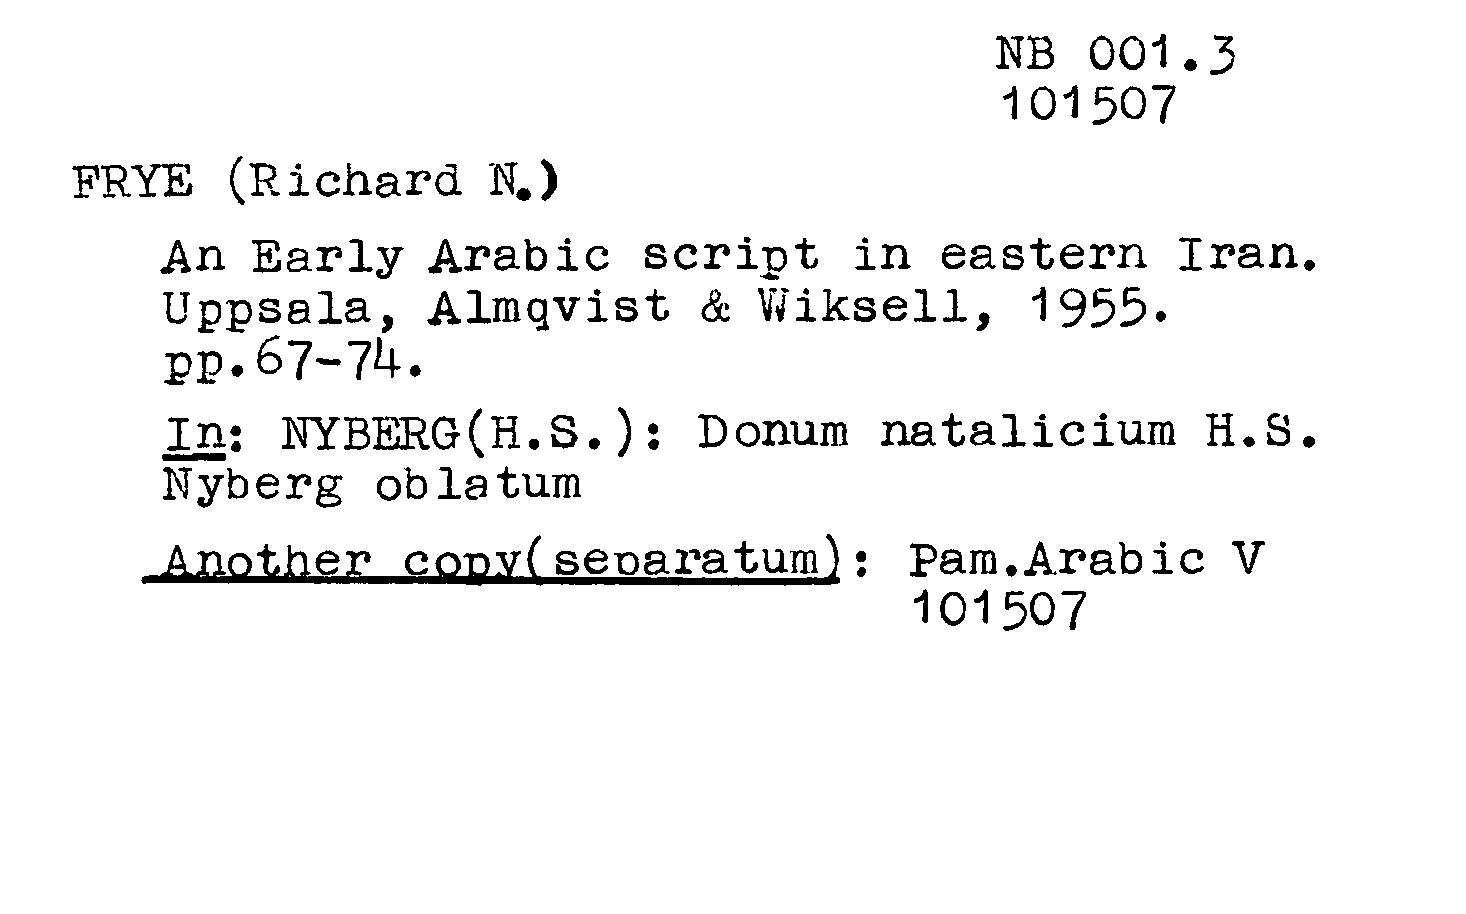 NB 001.3
101507
FRYE (Richard N.)
An Early Arabic script in eastern Iran.
Uppsala, Almqvist & Wiksell, 1955.
pp.67-74.
In: NYBERG(H.S.): Donum natalicium H.S.
Nyberg oblatum
Another copy(separatum): Pam.Arabic V
101507